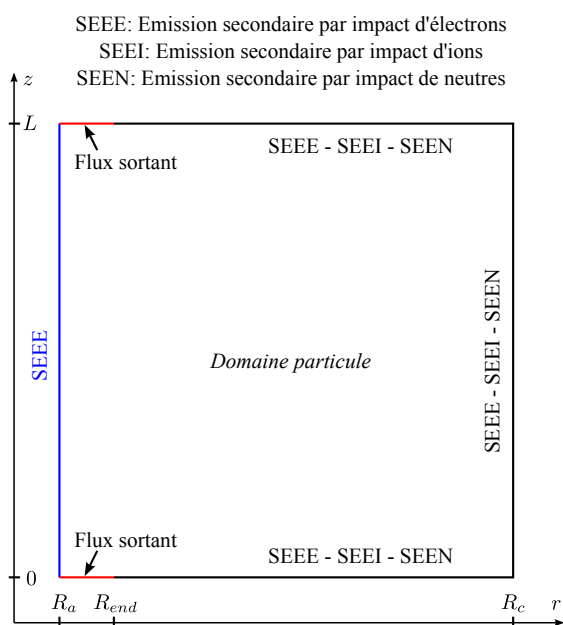 SEEE: Emission secondaire par impact d'électrons
SEEI: Emission secondaire par impact d'ions
SEEN: Emission secondaire par impact de neutres
z
L
Flux sortant
SEEE - SEEI - SEEN
SEEE
Domaine particule
SEEE - SEEI - SEEN
Flux sortant
SEEE - SEEI - SEEN
0
R_a R_{end} R_c r